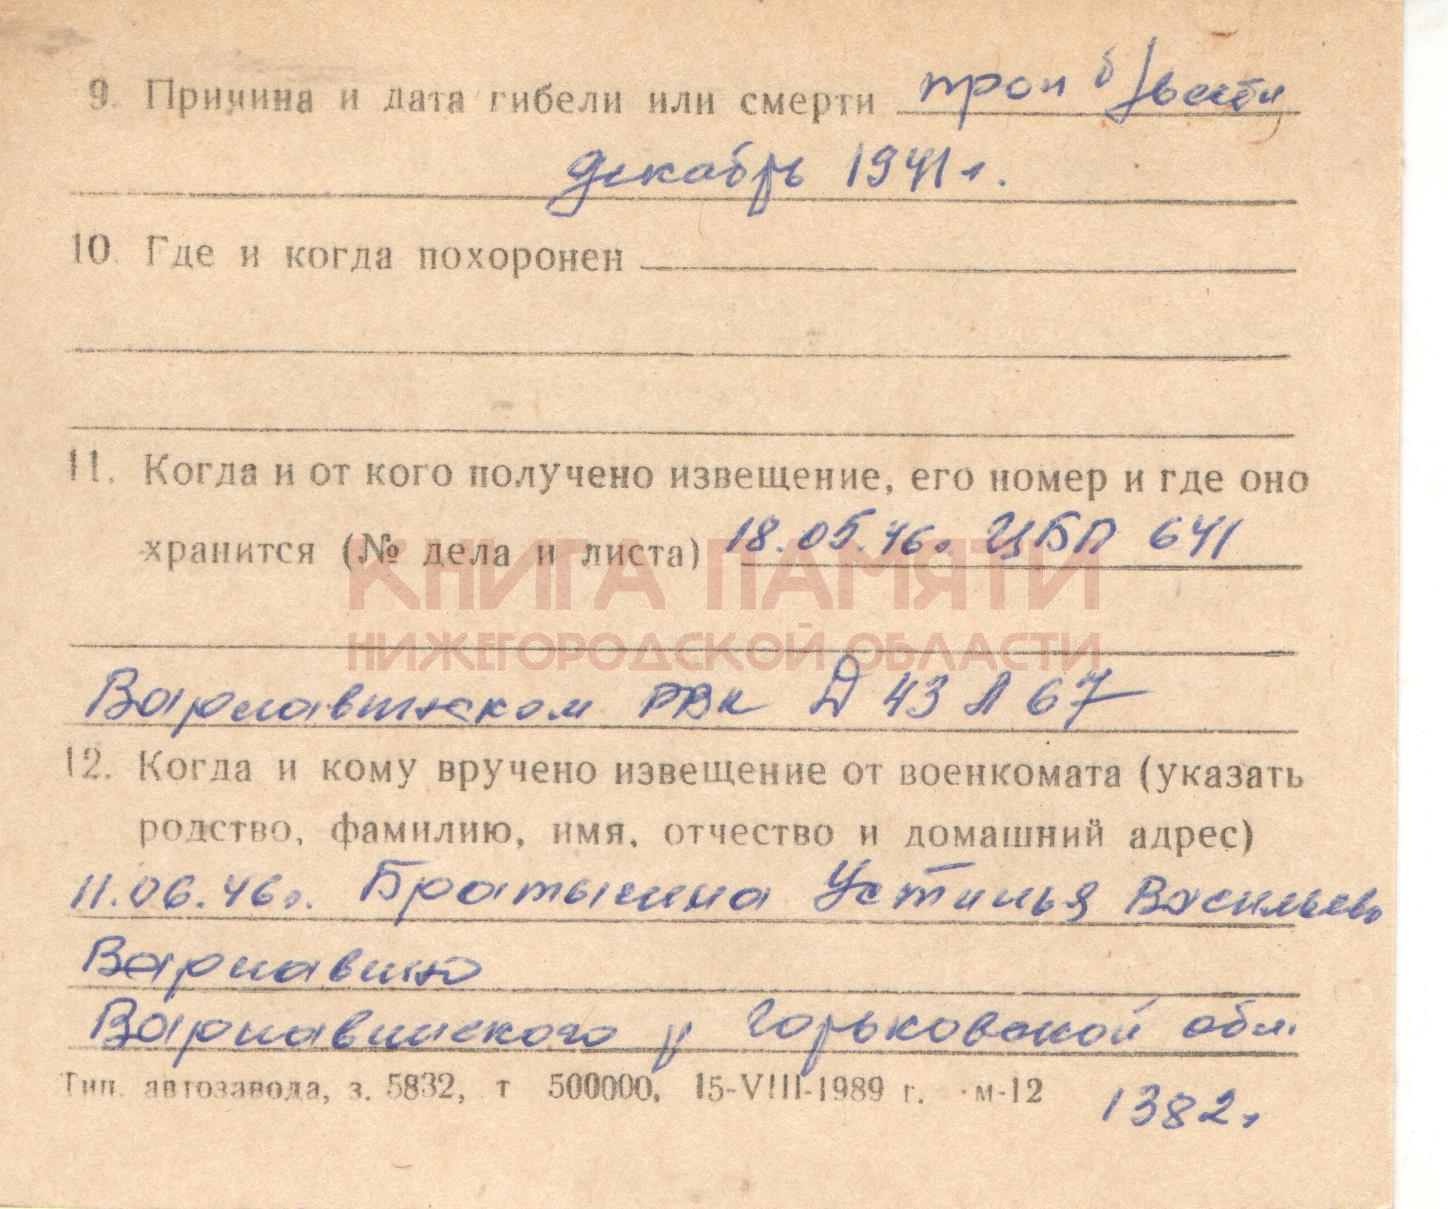 9. Причина и дата гибели или смерти проп б/вести
декабрь 1941 г.
10. Где и когда похоронен
11. Когда и от кого получено извещение, его номер и где оно
хранится (№ дела и листа) 18.05.46г. ЦБП 641
КНИГА ПАМЯТИ
НИЖЕГОРОДСКОЙ ОБЛАСТИ
Варнавинском РВК Д 43 Л 67
12. Когда и кому вручено извещение от военкомата (указать
родство, фамилию, имя, отчество и домашний адрес)
11.06.46г. Братынина Устинья Васильев
Варнавино
Варнавинского р Горьковской обл.
Тип. автозавода, з. 5832, т 500000, 15-VIII-1989 г. м-12
1382.